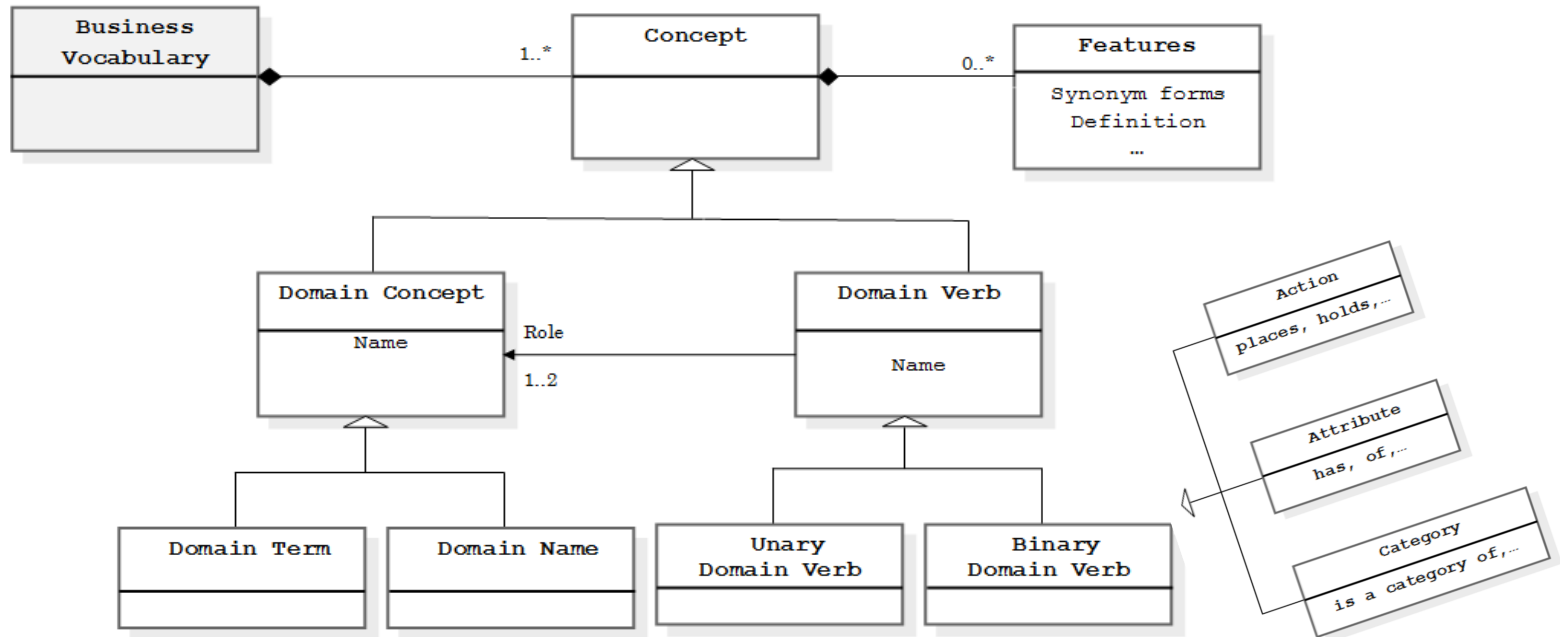 Business
Vocabulary
1..*
Concept
0..*
Features
Synonym forms
Definition
…
Domain Concept
Name
Role
1..2
Domain Verb
Name
Action
places, holds,…
Attribute
has, of,…
Category
is a category of,…
Domain Term
Domain Name
Unary
Domain Verb
Binary
Domain Verb